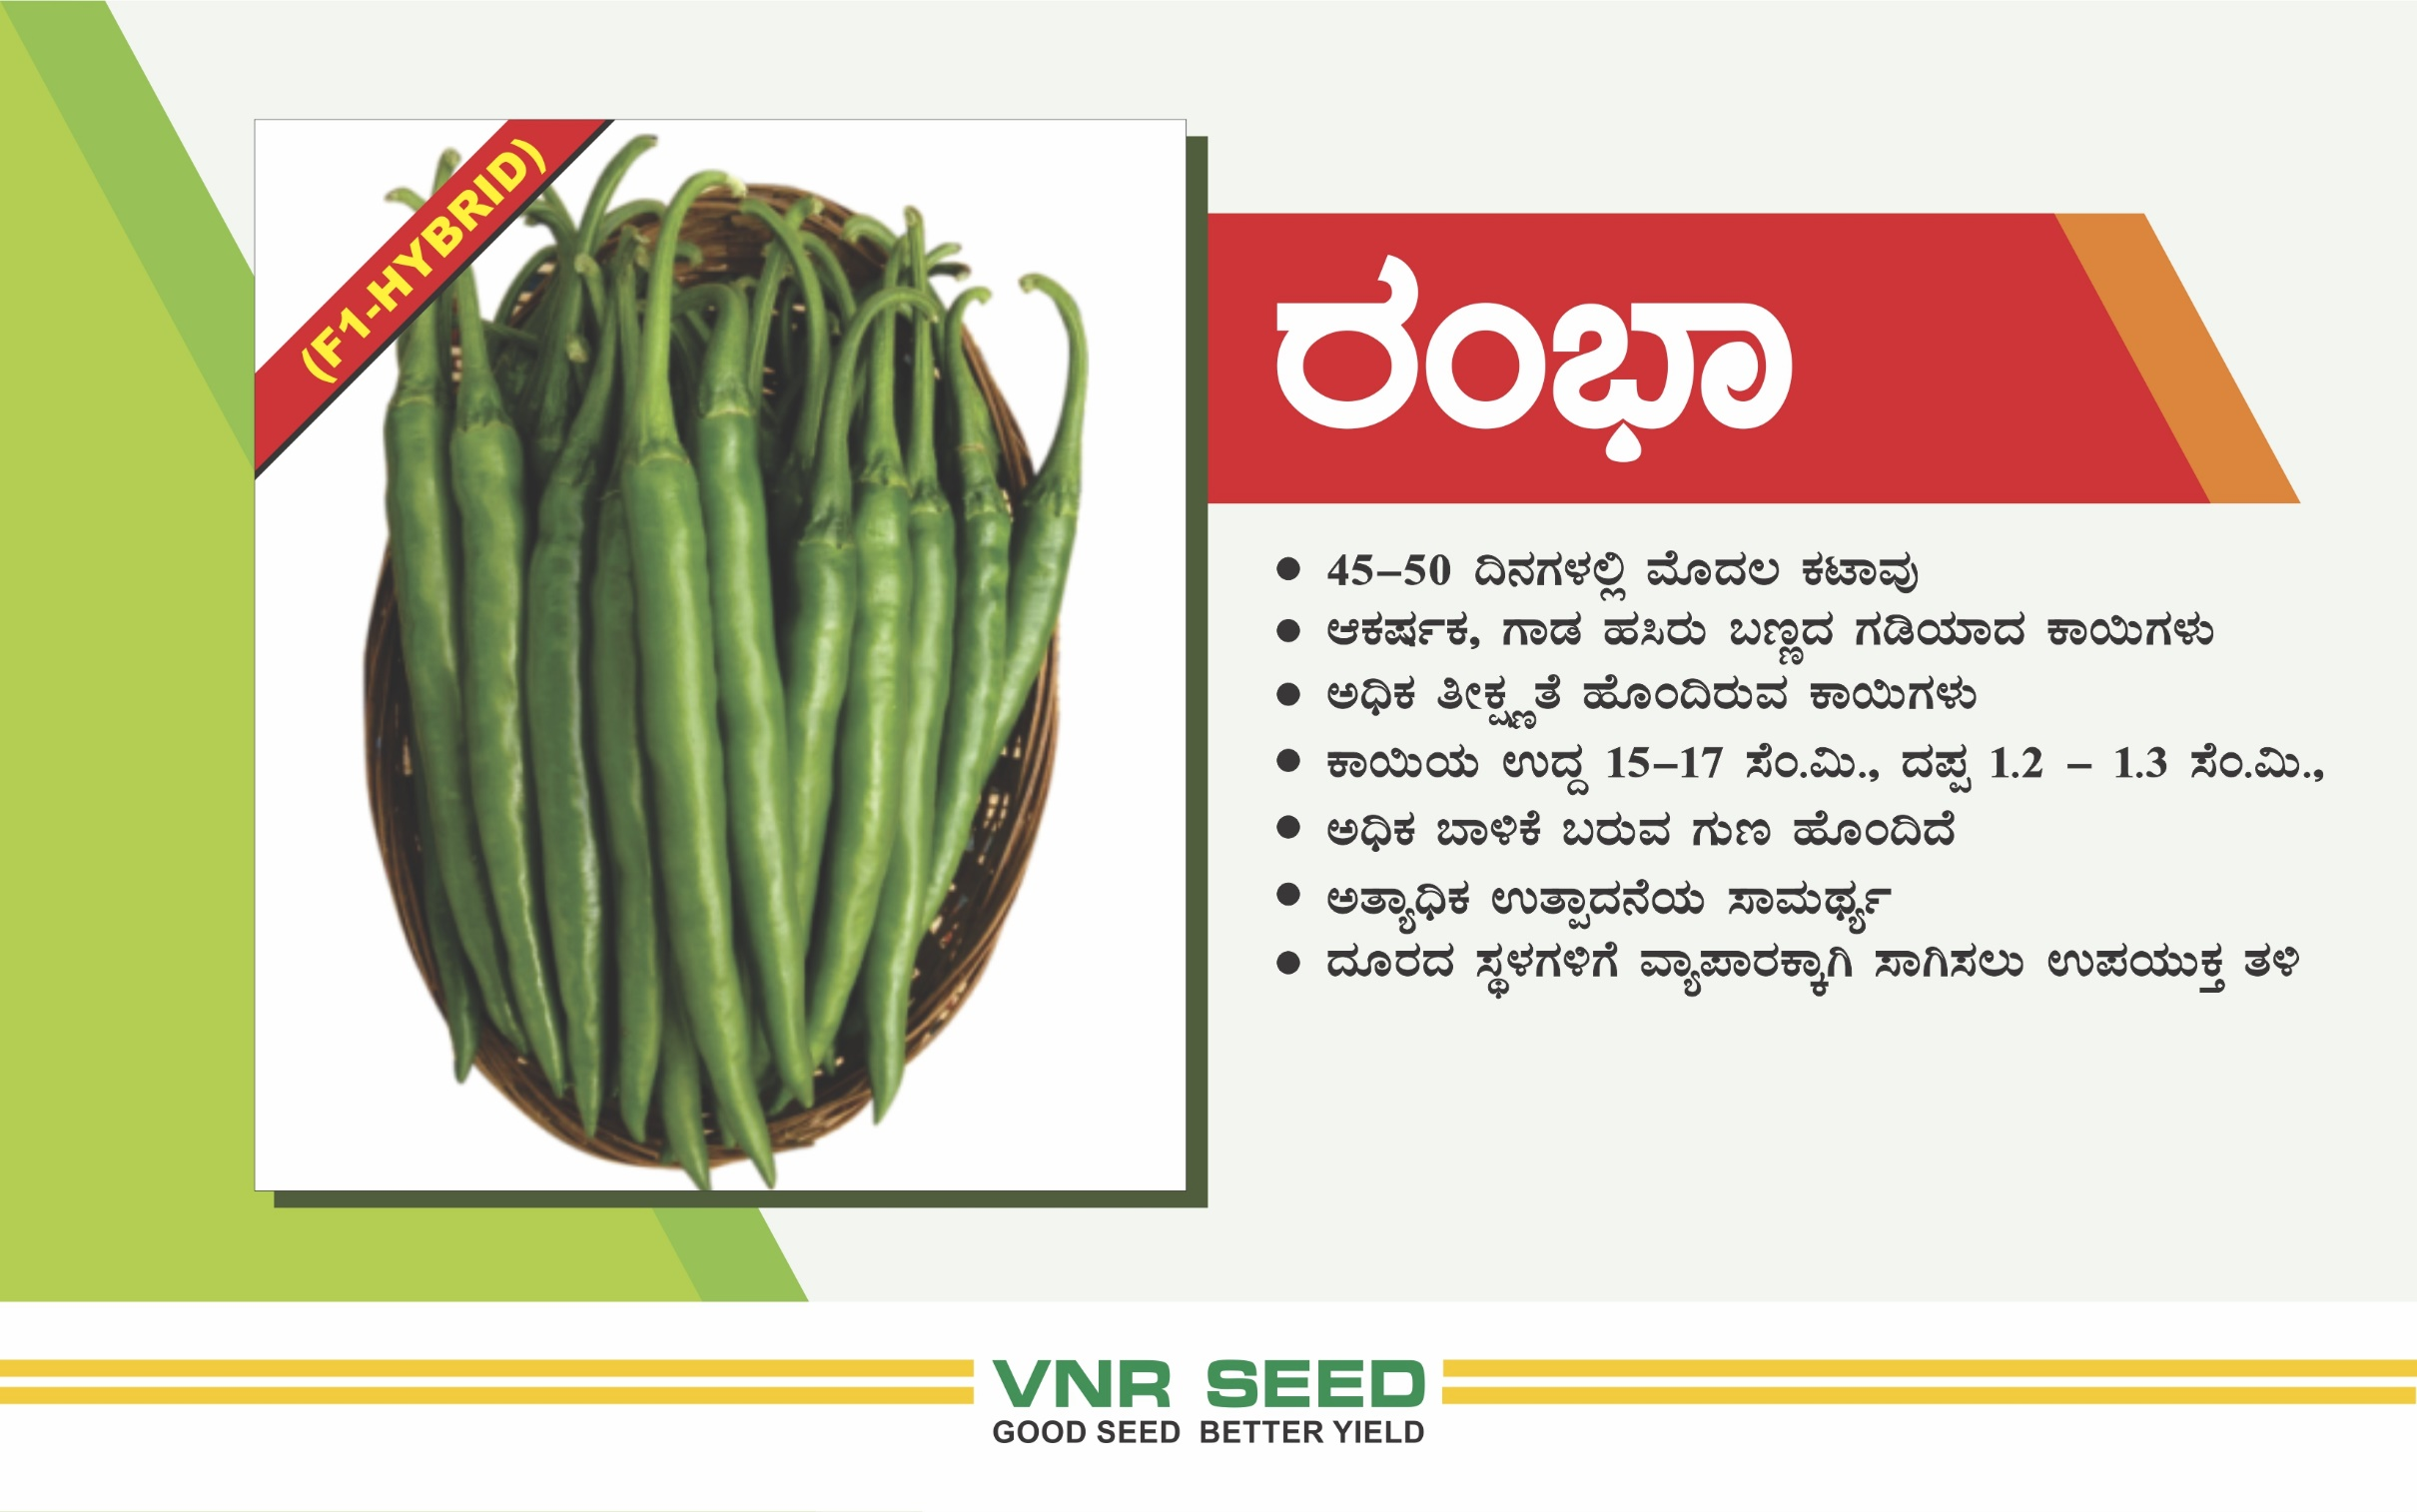 (F1-HYBRID)
ರಂಭಾ
● 45–50 ದಿನಗಳಲ್ಲಿ ಮೊದಲ ಕಟಾವು
● ಆಕರ್ಷಕ, ಗಾಡ ಹಸಿರು ಬಣ್ಣದ ಗಡಿಯಾದ ಕಾಯಿಗಳು
● ಅಧಿಕ ತೀಕ್ಷ್ಣತೆ ಹೊಂದಿರುವ ಕಾಯಿಗಳು
● ಕಾಯಿಯ ಉದ್ದ 15–17 ಸೆಂ.ಮಿ., ದಪ್ಪ 1.2 – 1.3 ಸೆಂ.ಮಿ.,
● ಅಧಿಕ ಬಾಳಿಕೆ ಬರುವ ಗುಣ ಹೊಂದಿದೆ
● ಅತ್ಯಾಧಿಕ ಉತ್ಪಾದನೆಯ ಸಾಮರ್ಥ್ಯ
● ದೂರದ ಸ್ಥಳಗಳಿಗೆ ವ್ಯಾಪಾರಕ್ಕಾಗಿ ಸಾಗಿಸಲು ಉಪಯುಕ್ತ ತಳಿ
VNR SEED
GOOD SEED BETTER YIELD